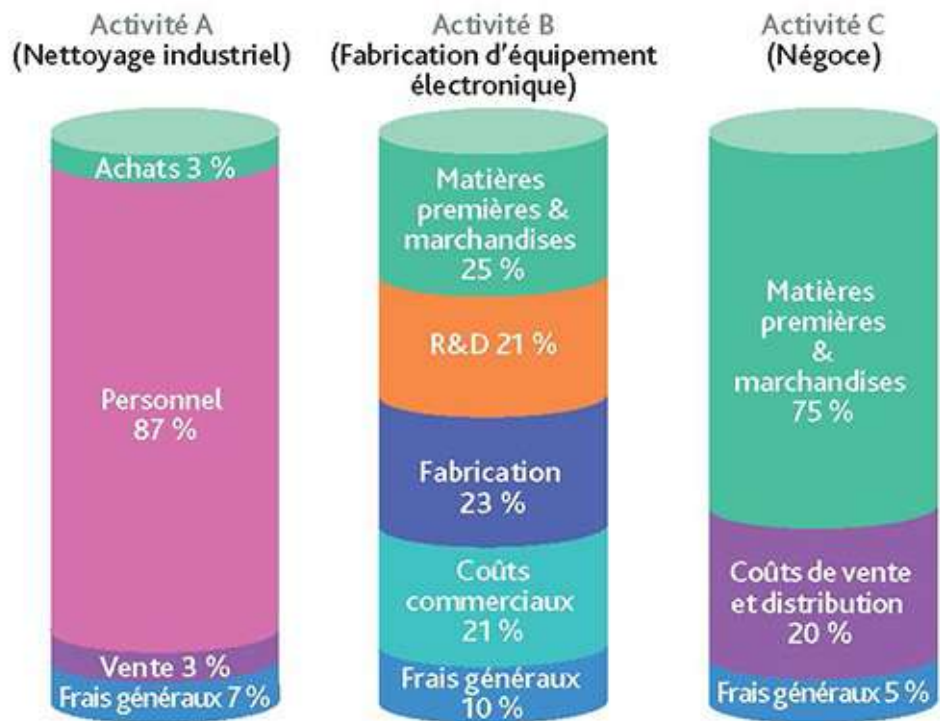 Activité A
(Nettoyage industriel)
Achats 3 %
Personnel
87 %
Vente 3 %
Frais généraux 7 %
Activité B
(Fabrication d'équipement
électronique)
Matières
premières &
marchandises
25 %
R&D 21 %
Fabrication
23 %
Coûts
commerciaux
21 %
Frais généraux
10 %
Activité C
(Négoce)
Matières
premières
&
marchandises
75 %
Coûts de vente
et distribution
20 %
Frais généraux 5 %